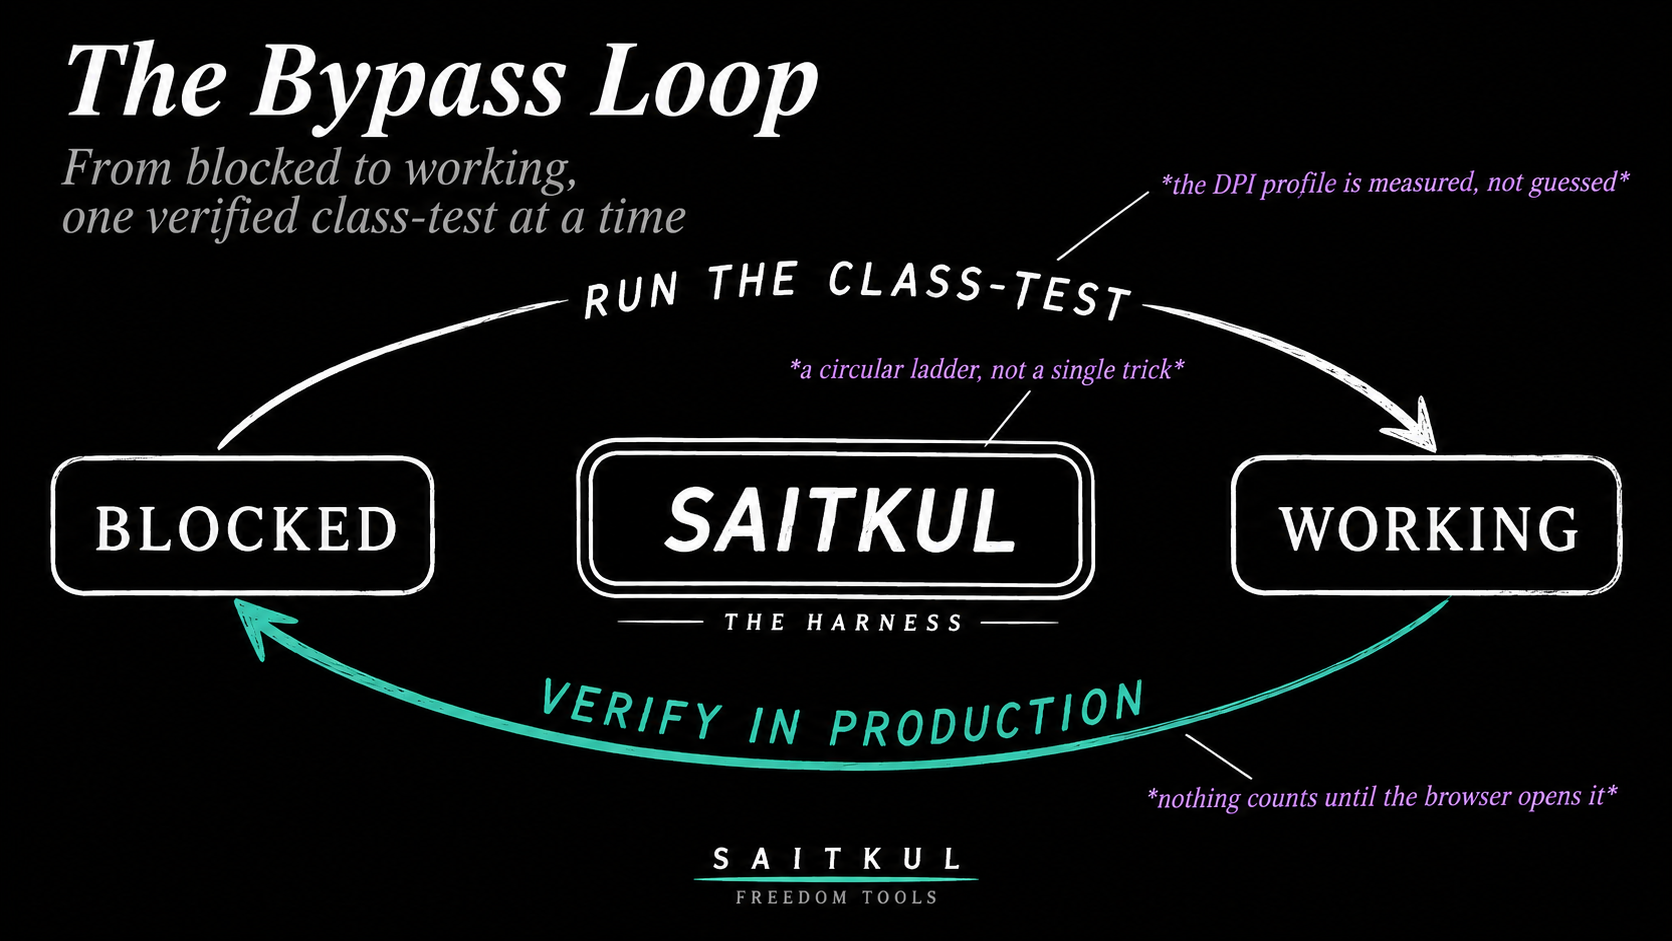 The Bypass Loop
From blocked to working,
one verified class-test at a time
*the DPI profile is measured, not guessed*
RUN THE CLASS-TEST
*a circular ladder, not a single trick*
BLOCKED
SAITKUL
WORKING
THE HARNESS
VERIFY IN PRODUCTION
*nothing counts until the browser opens it*
SAITKUL
FREEDOM TOOLS